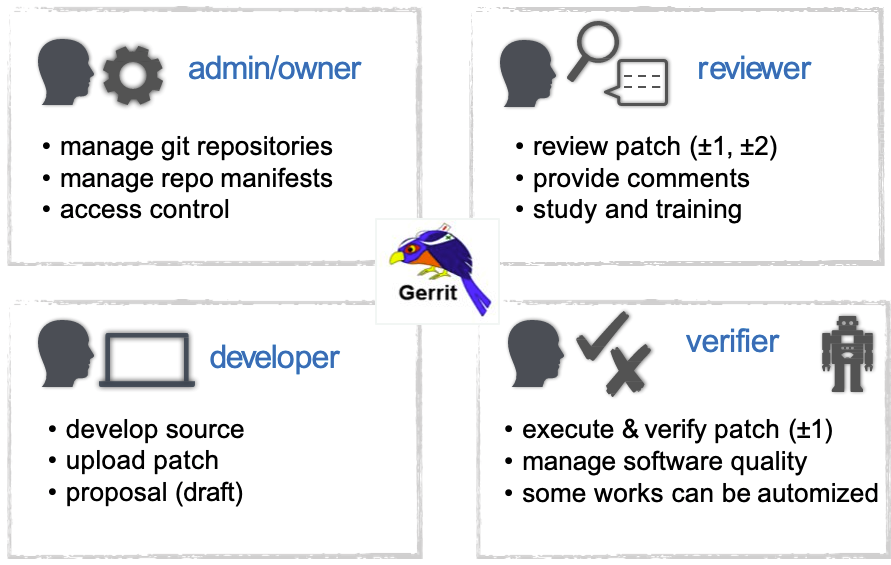 admin/owner
• manage git repositories
• manage repo manifests
• access control
reviewer
• review patch (±1, ±2)
• provide comments
• study and training
Gerrit
developer
• develop source
• upload patch
• proposal (draft)
verifier
• execute & verify patch (±1)
• manage software quality
• some works can be automized